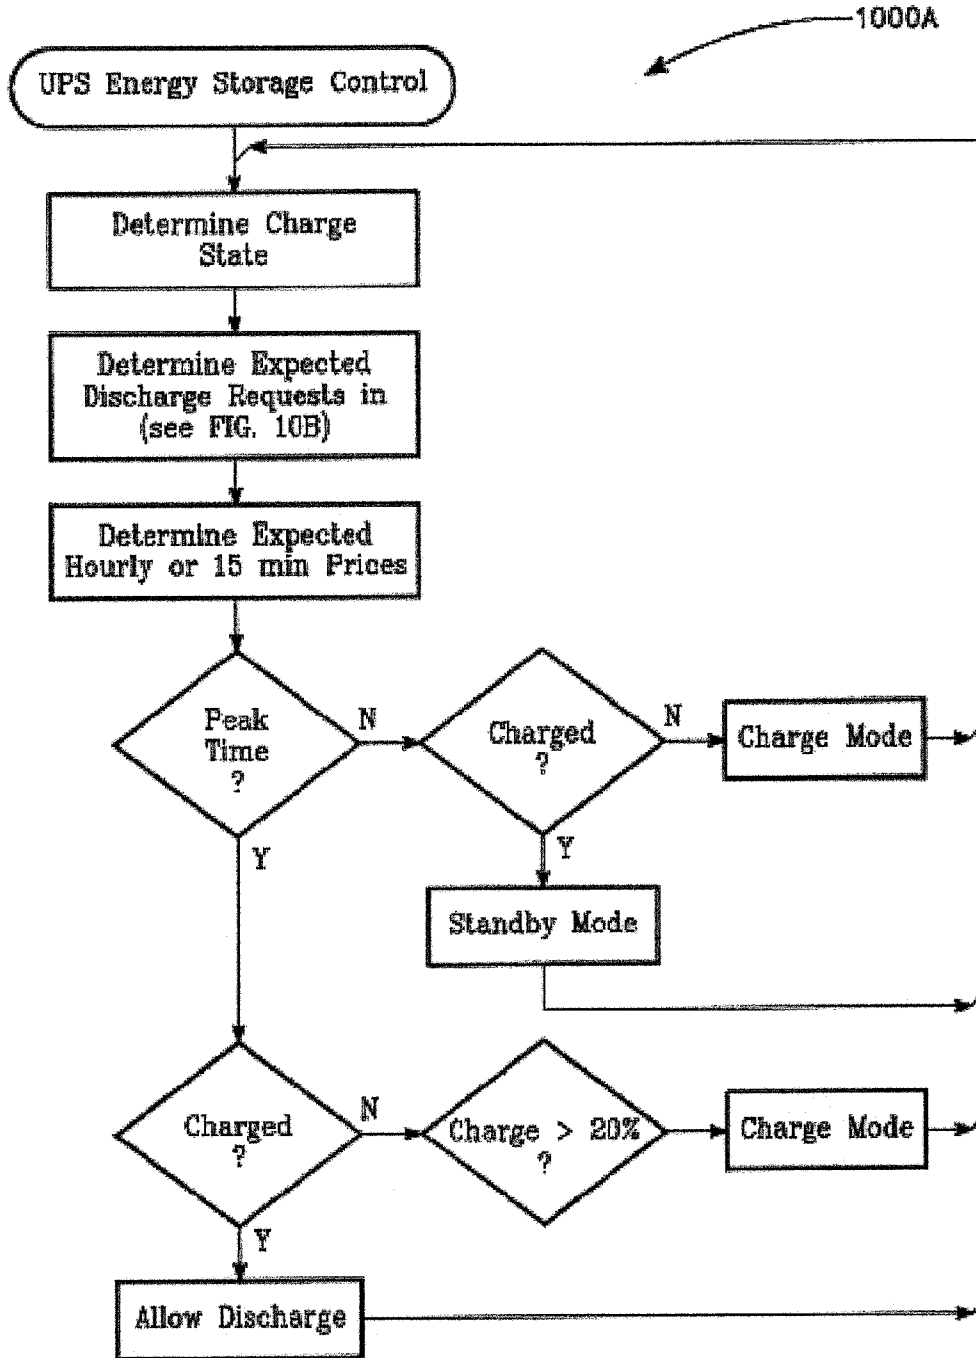 1000A
UPS Energy Storage Control
Determine Charge
State
Determine Expected
Discharge Requests in
(see FIG. 10B)
Determine Expected
Hourly or 15 min Prices
Peak
Time
?
N
Charged
?
N
Charge Mode
Y
Y
Standby Mode
Charged
?
N
Charge > 20%
?
Charge Mode
Y
Allow Discharge